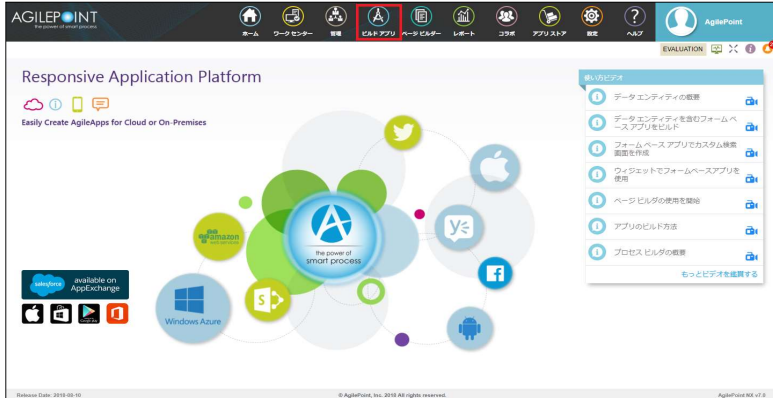 AGILEPOINT
the power of smart process
ホーム
ワーク センター
管理
ビルド アプリ
ページ ビルダー
レポート
コラボ
アプリ ストア
設定
ヘルプ
AgilePoint
EVALUATION
Responsive Application Platform
Easily Create AgileApps for Cloud or On-Premises
使い方ビデオ
データ エンティティの概要
データ エンティティを含むフォーム ベ
ース アプリをビルド
フォーム ベース アプリでカスタム検索
画面を作成
ウィジェットでフォームベースアプリを
使用
ページ ビルダの使用を開始
アプリのビルド方法
プロセス ビルダの概要
もっとビデオを鑑賞する
amazon
the power of
smart process
salesforce
available on
AppExchange
Windows Azure
Release Date: 2018-08-10
© AgilePoint, Inc. 2018 All rights reserved.
AgilePoint NX v7.0